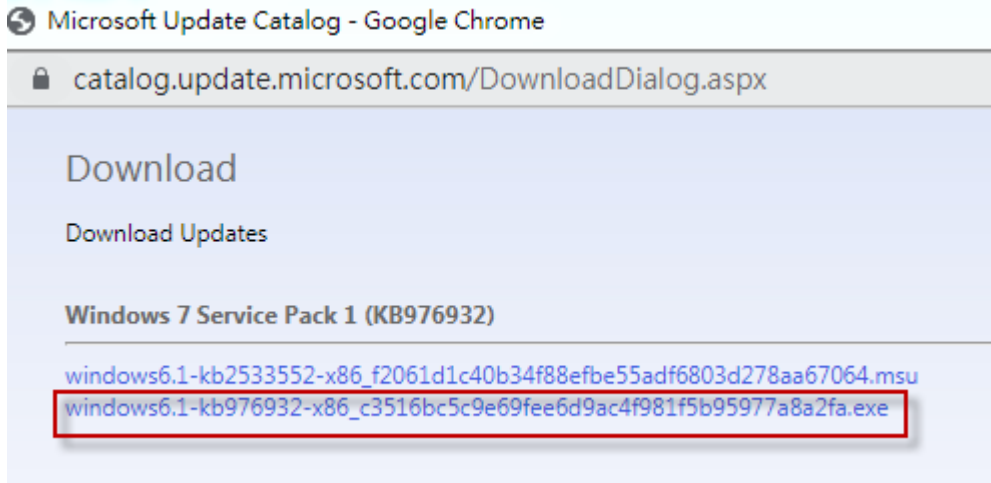 Microsoft Update Catalog - Google Chrome
catalog.update.microsoft.com/DownloadDialog.aspx
Download
Download Updates
Windows 7 Service Pack 1 (KB976932)
windows6.1-kb2533552-x86_f2061d1c40b34f88efbe55adf6803d278aa67064.msu
windows6.1-kb976932-x86_c3516bc5c9e69fee6d9ac4f981f5b95977a8a2fa.exe